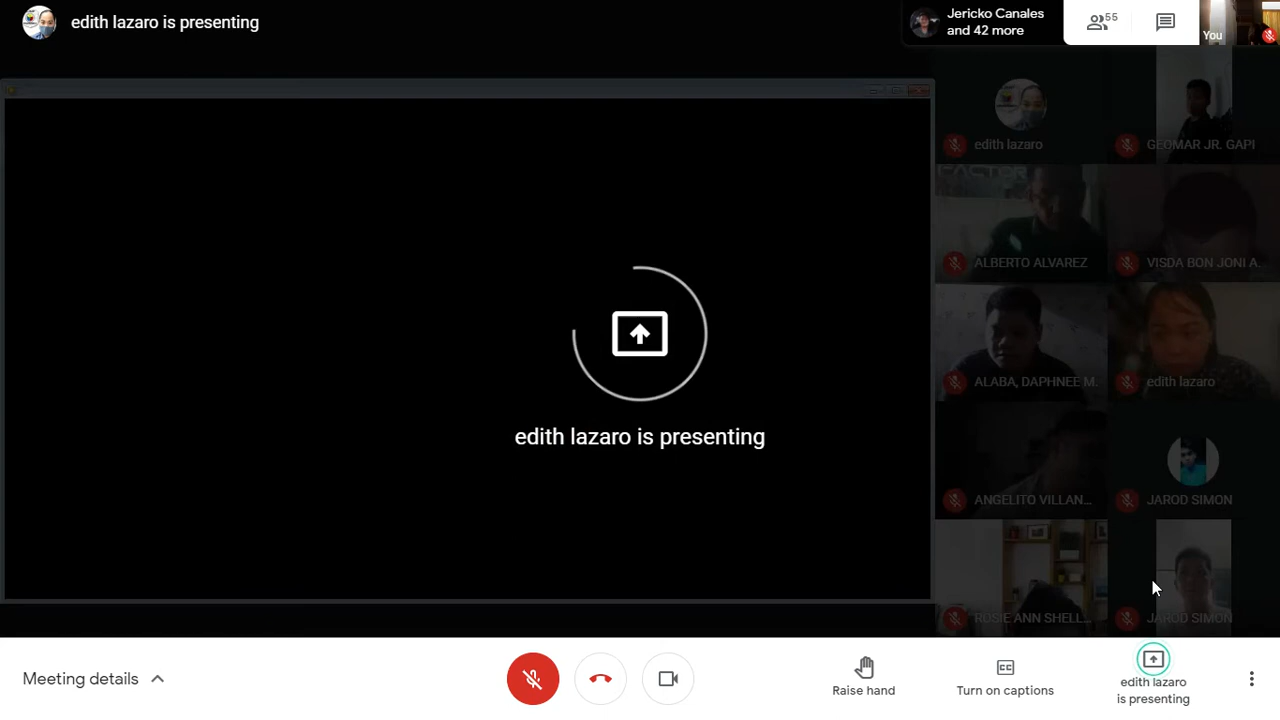 edith lazaro is presenting
Jericko Canales
and 42 more
55
You
edith lazaro
GEOMAR JR. GAPI
ALBERTO ALVAREZ
VISDA BON JONI A.
ALABA, DAPHNEE M.
edith lazaro
edith lazaro is presenting
ANGELITO VILLAN...
JAROD SIMON
ROSIE ANN SHELL...
JAROD SIMON
Meeting details
Raise hand
CC
Turn on captions
edith lazaro
is presenting